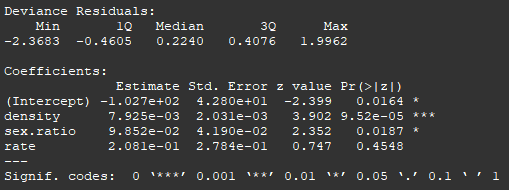 Deviance Residuals:
Min 1Q Median 3Q Max
-2.3683 -0.4605 0.2240 0.4076 1.9962
Coefficients:
Estimate Std. Error z value Pr(>|z|)
(Intercept) -1.027e+02 4.280e+01 -2.399 0.0164 *
density 7.925e-03 2.031e-03 3.902 9.52e-05 ***
sex.ratio 9.852e-02 4.190e-02 2.352 0.0187 *
rate 2.081e-01 2.784e-01 0.747 0.4548
---
Signif. codes: 0 ‘***’ 0.001 ‘**’ 0.01 ‘*’ 0.05 ‘.’ 0.1 ‘ ’ 1